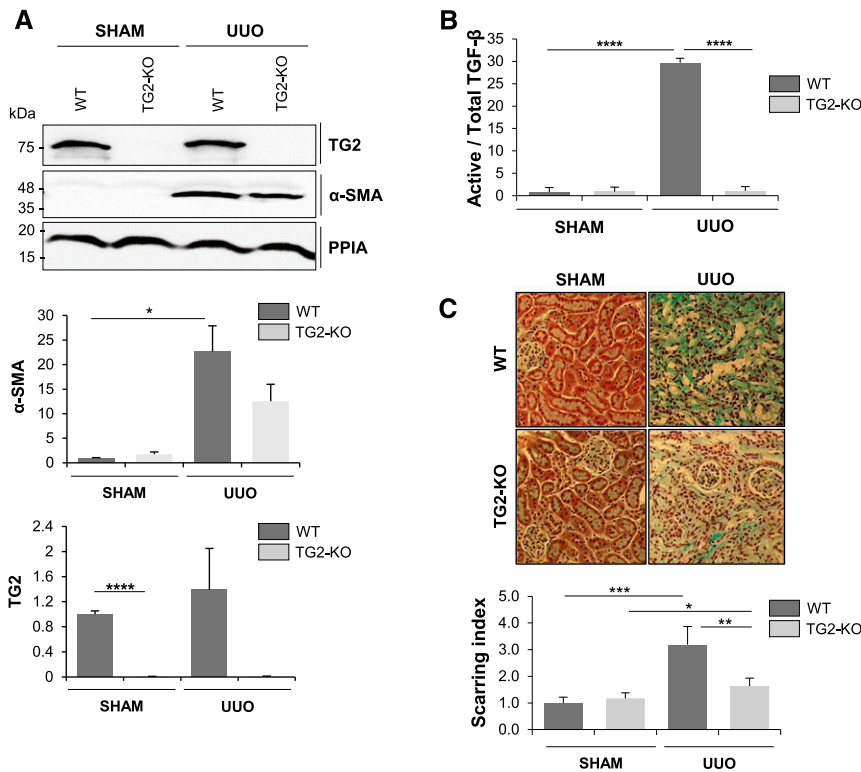 A
SHAM UUO
WT TG2-KO WT TG2-KO
kDa
75 TG2
48
35 α-SMA
20
15 PPIA
WT
TG2-KO
*
α-SMA
30
25
20
15
10
5
0
SHAM UUO
WT
TG2-KO
****
TG2
2.4
2.0
1.6
1.2
0.8
0.4
0
SHAM UUO
B
Active / Total TGF-β
35
30
25
20
15
10
5
0
**** ****
WT
TG2-KO
SHAM UUO
C
SHAM UUO
WT
TG2-KO
Scarring index
5.0
4.0
3.0
2.0
1.0
0.0
***
*
**
WT
TG2-KO
SHAM UUO